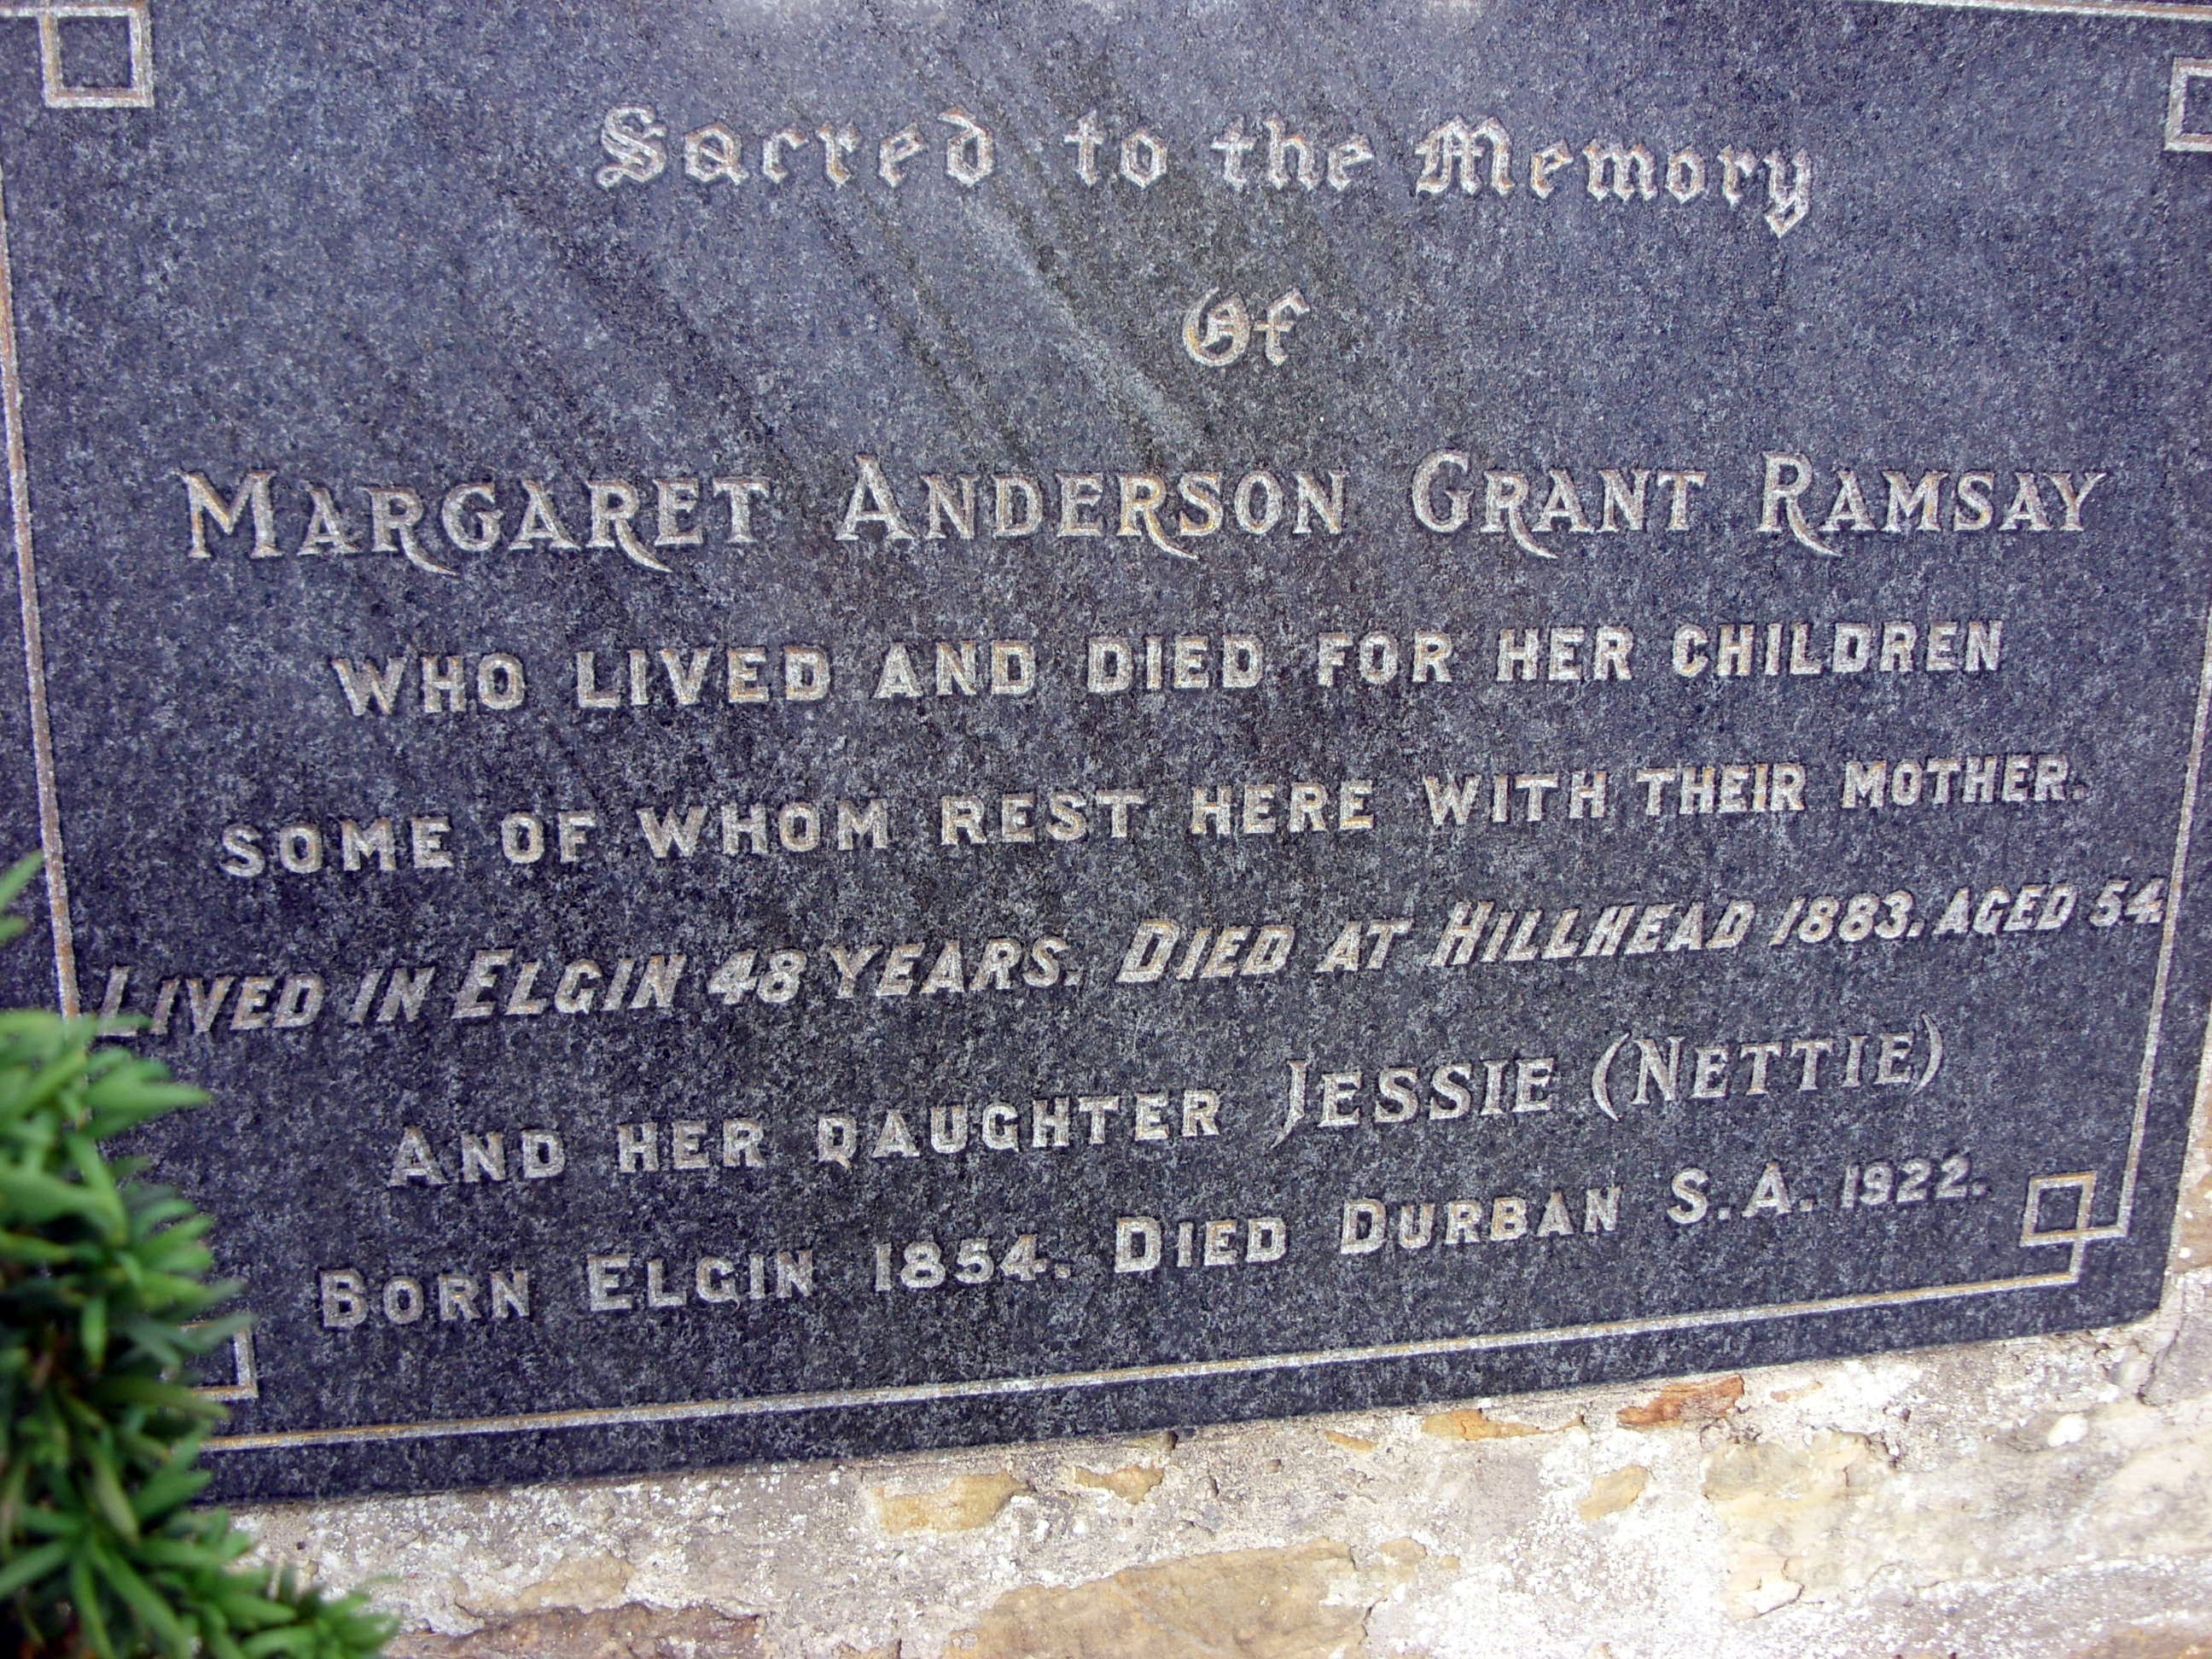 Sacred to the Memory
Of
MARGARET ANDERSON GRANT RAMSAY
WHO LIVED AND DIED FOR HER CHILDREN
SOME OF WHOM REST HERE WITH THEIR MOTHER.
LIVED IN ELGIN 48 YEARS. DIED AT HILLHEAD 1883. AGED 54
AND HER DAUGHTER JESSIE (NETTIE)
BORN ELGIN 1854. DIED DURBAN S.A. 1922.